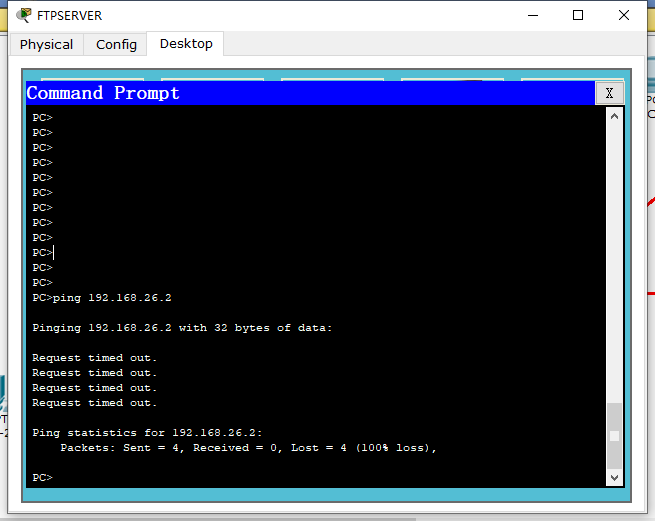 FTPSERVER
Physical Config Desktop
Command Prompt X
PC>
PC>
PC>
PC>
PC>
PC>
PC>
PC>
PC>
PC>
PC>
PC>
PC>ping 192.168.26.2
Pinging 192.168.26.2 with 32 bytes of data:
Request timed out.
Request timed out.
Request timed out.
Request timed out.
Ping statistics for 192.168.26.2:
Packets: Sent = 4, Received = 0, Lost = 4 (100% loss),
PC>